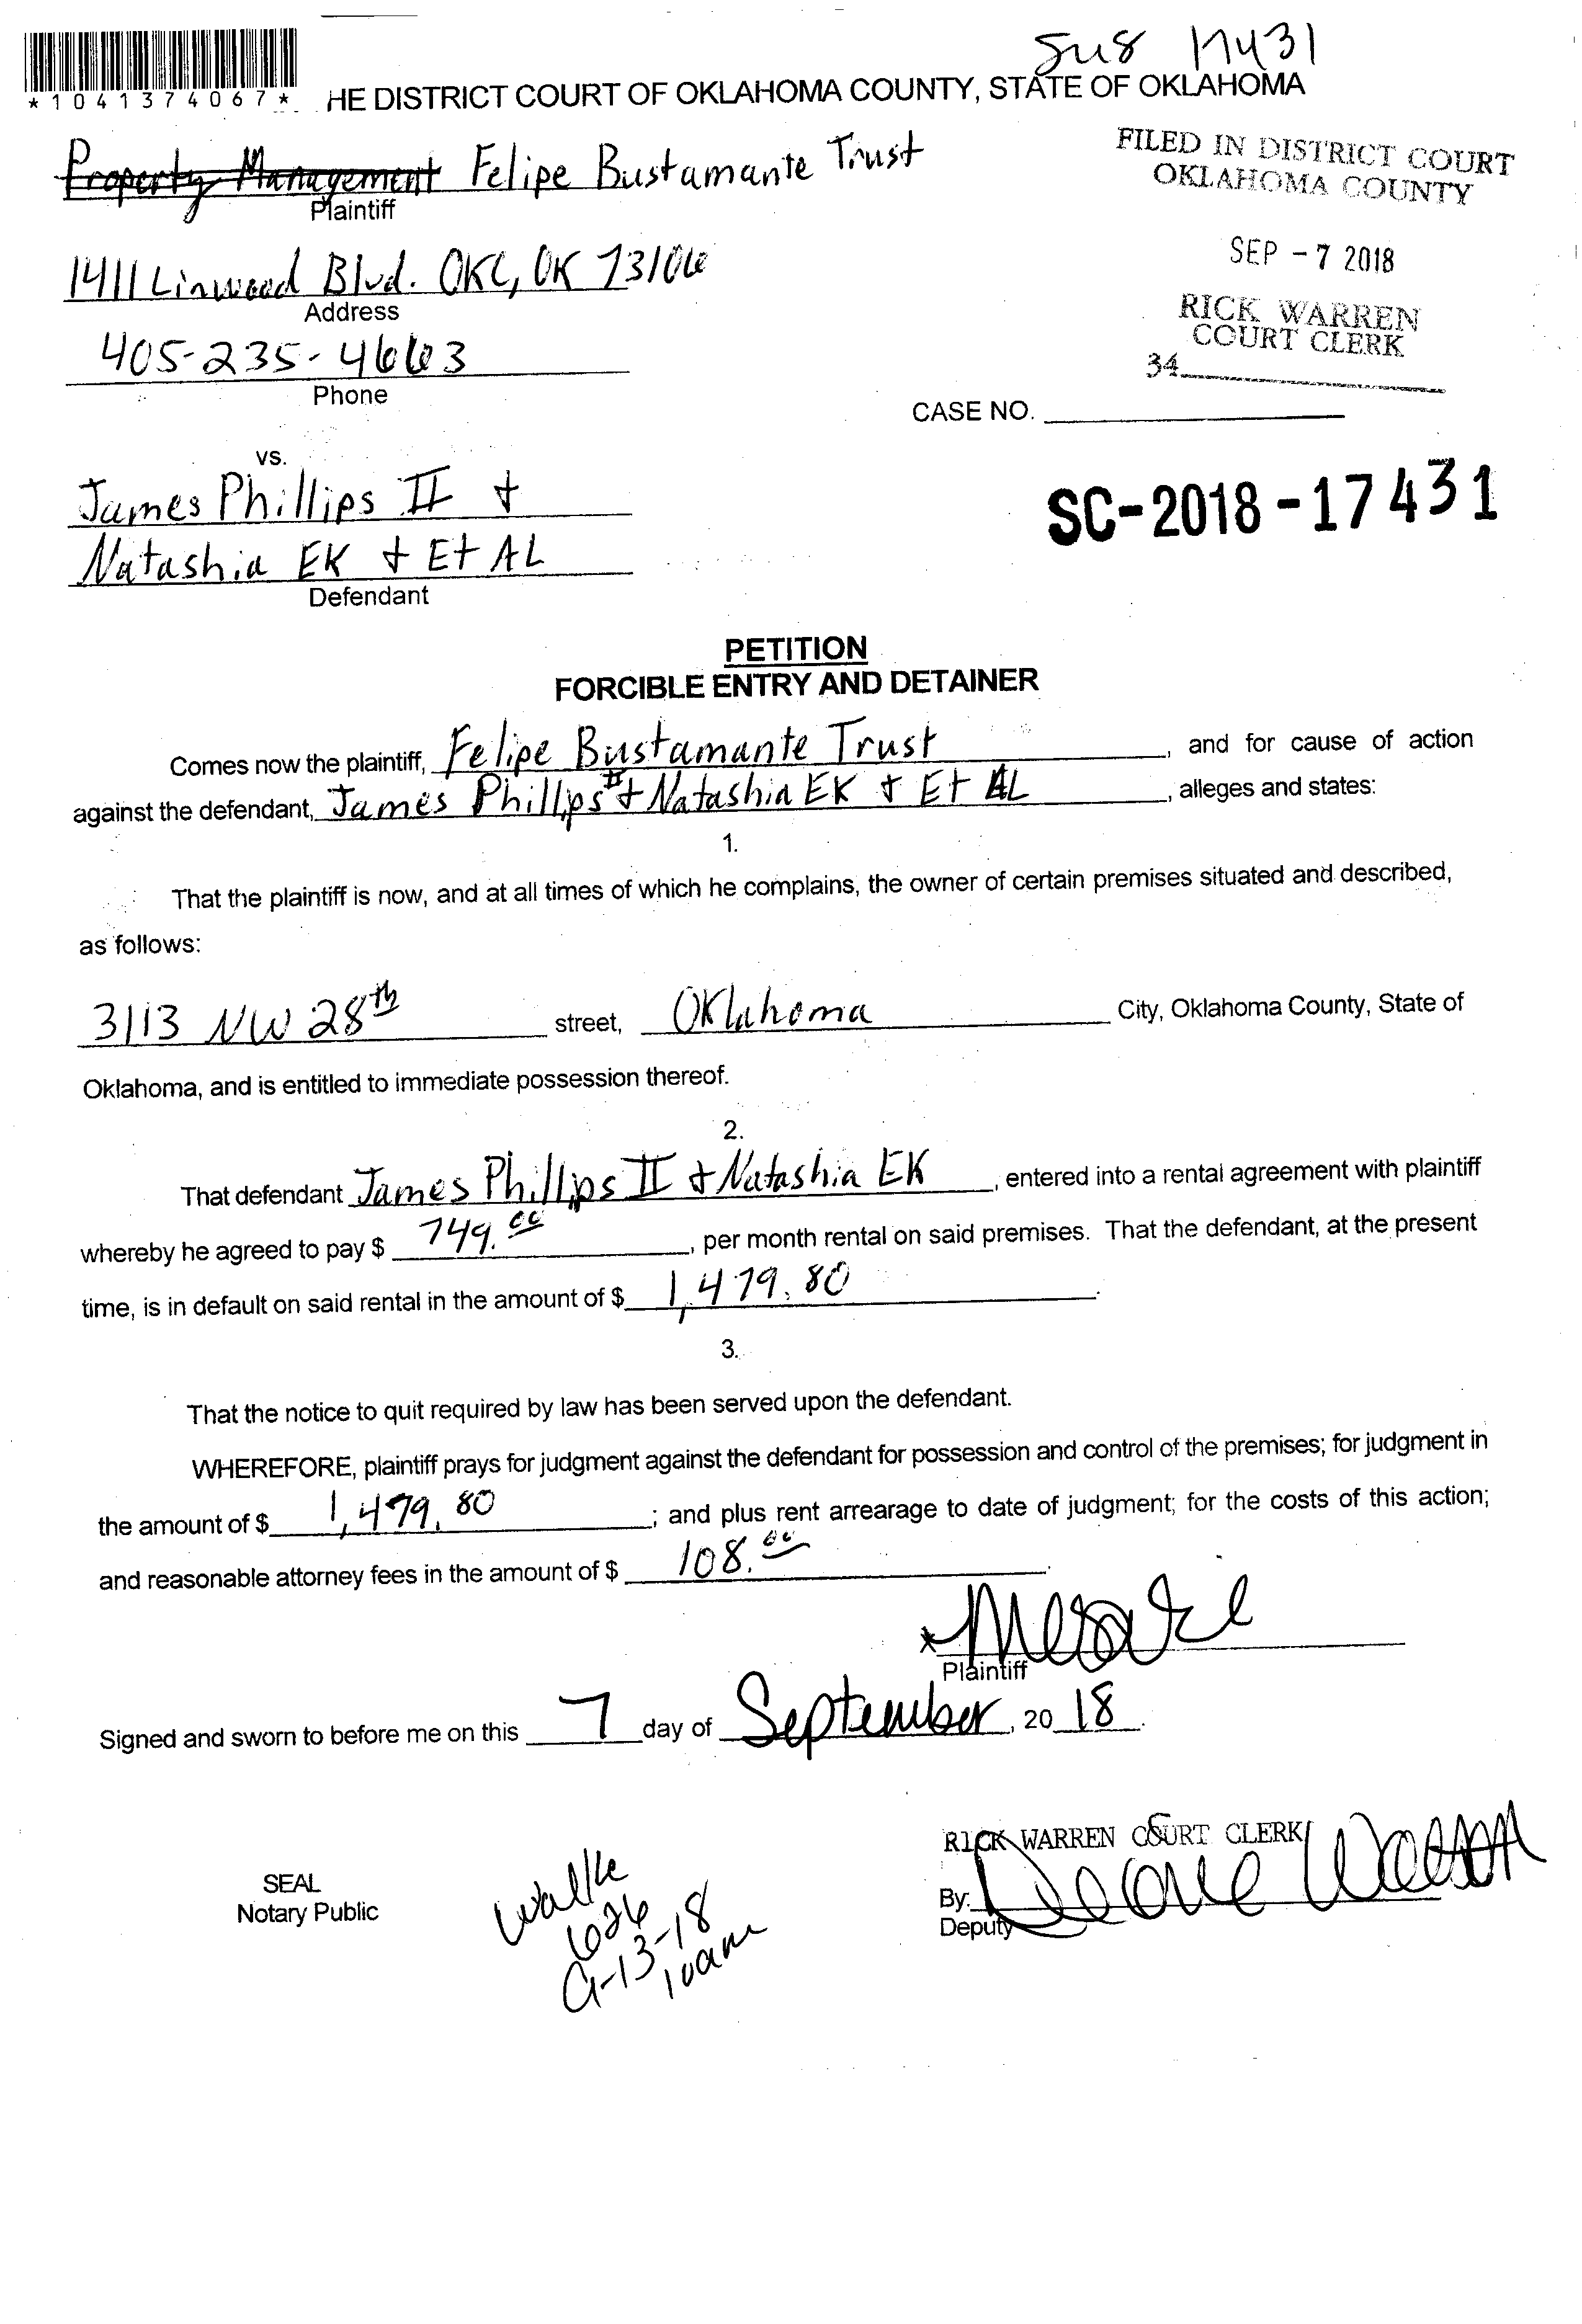 17431
*1041374067* HE DISTRICT COURT OF OKLAHOMA COUNTY, STATE OF OKLAHOMA
Property Management Felipe Bustamante Trust
Plaintiff
FILED IN DISTRICT COURT
OKLAHOMA COUNTY
1411 Linwood Blvd. OKC, OK 73106
Address
SEP -7 2018
405-235-4663
Phone
RICK WARREN
COURT CLERK
34
CASE NO.
vs.
James Phillips II &
Natashia EK & Et AL
Defendant
SC-2018-17431
PETITION
FORCIBLE ENTRY AND DETAINER
Comes now the plaintiff, Felipe Bustamante Trust, and for cause of action
against the defendant, James Phillips II & Natashia EK & Et AL, alleges and states:
1.
That the plaintiff is now, and at all times of which he complains, the owner of certain premises situated and described,
as follows:
3113 NW 28th street, Oklahoma City, Oklahoma County, State of
Oklahoma, and is entitled to immediate possession thereof.
2.
That defendant James Phillips II & Natashia EK, entered into a rental agreement with plaintiff
whereby he agreed to pay $ 749.00, per month rental on said premises. That the defendant, at the present
time, is in default on said rental in the amount of $ 1,479.80.
3.
That the notice to quit required by law has been served upon the defendant.
WHEREFORE, plaintiff prays for judgment against the defendant for possession and control of the premises; for judgment in
the amount of $ 1,479.80; and plus rent arrearage to date of judgment; for the costs of this action;
and reasonable attorney fees in the amount of $ 108.00.
Plaintiff
Signed and sworn to before me on this 7 day of September, 2018.
RICK WARREN COURT CLERK
SEAL
Notary Public
By:
Deputy
626
9-13-18
10am